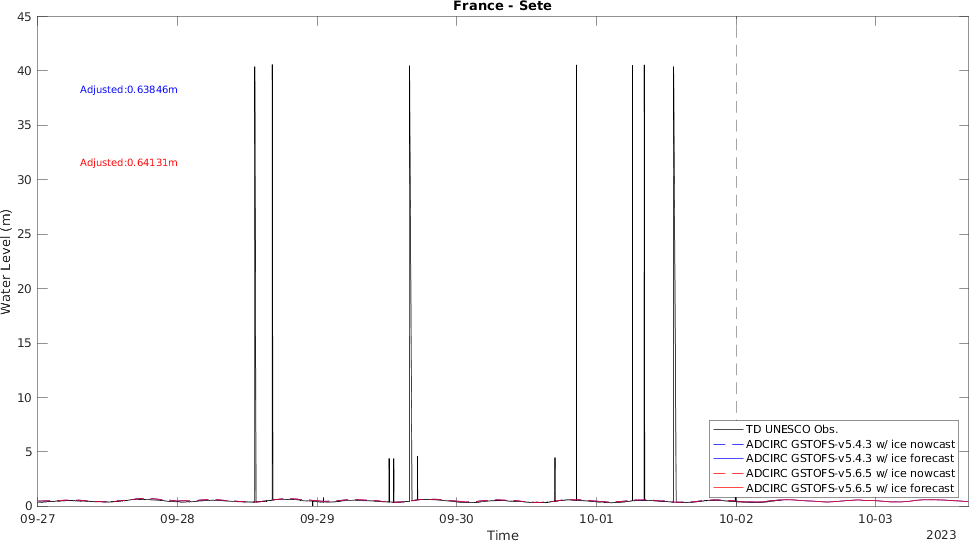 France - Sete
45
40
35
30
25
20
15
10
5
0
Water Level (m)
Adjusted:0.63846m
Adjusted:0.64131m
TD UNESCO Obs.
ADCIRC GSTOFS-v5.4.3 w/ ice nowcast
ADCIRC GSTOFS-v5.4.3 w/ ice forecast
ADCIRC GSTOFS-v5.6.5 w/ ice nowcast
ADCIRC GSTOFS-v5.6.5 w/ ice forecast
09-27 09-28 09-29 09-30 10-01 10-02 10-03
Time
2023